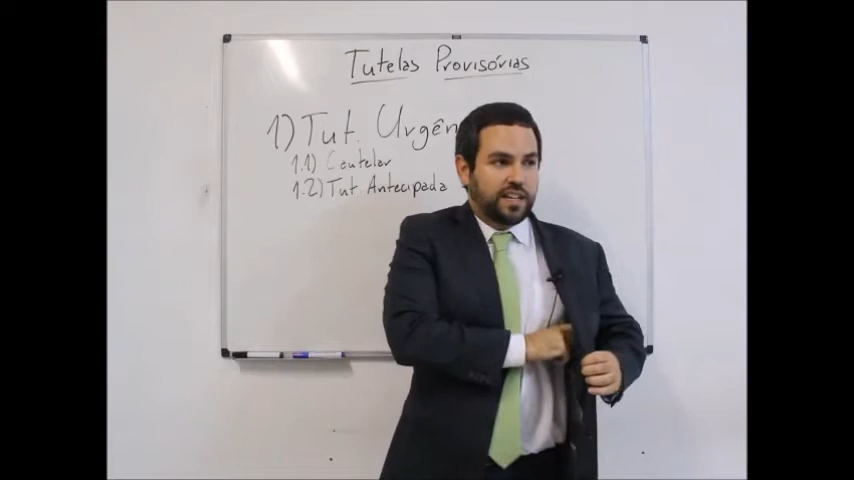 Tutelas Provisórias
1) Tut. Urgên
1.1) Cautelar
1.2) Tut. Antecipada